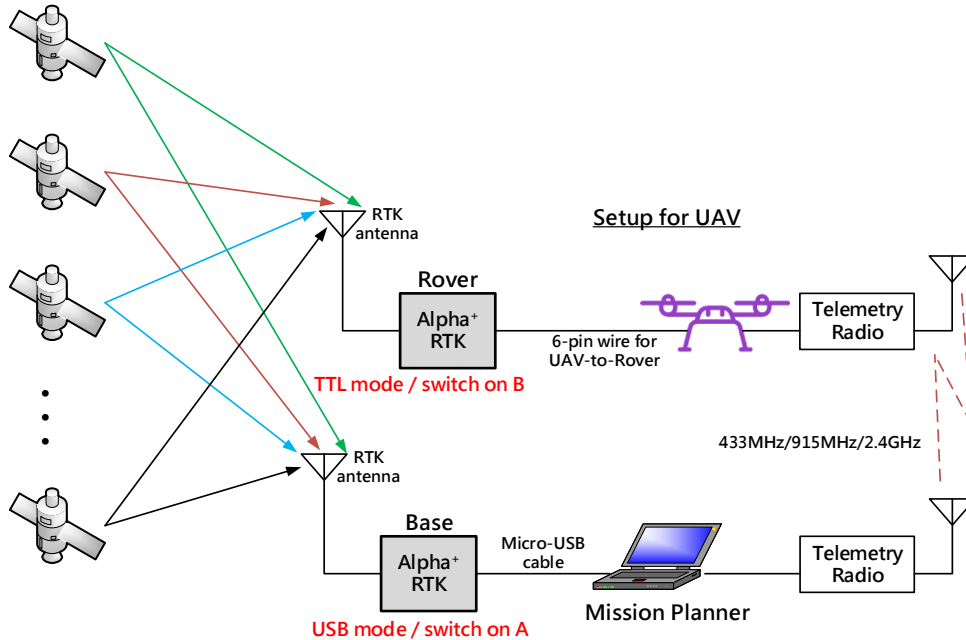 Setup for UAV
RTK
antenna
Rover
Alpha+
RTK
TTL mode / switch on B
6-pin wire for
UAV-to-Rover
Telemetry
Radio
433MHz/915MHz/2.4GHz
RTK
antenna
Base
Alpha+
RTK
USB mode / switch on A
Micro-USB
cable
Mission Planner
Telemetry
Radio